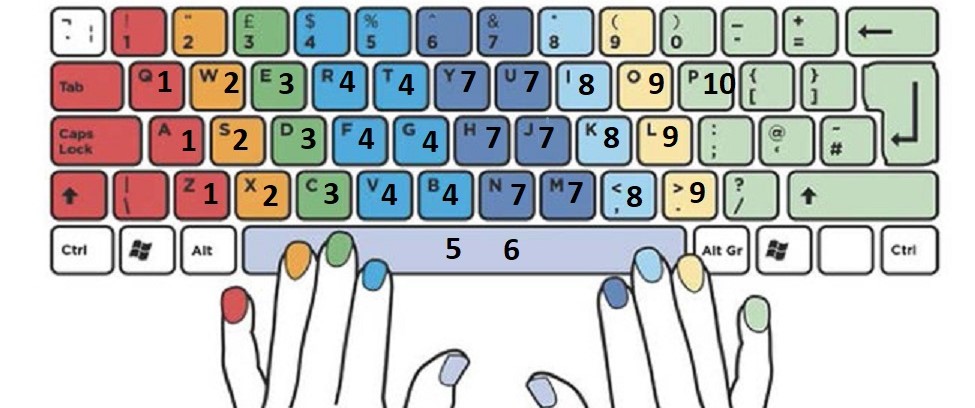 ¬ ` ¦ ! 1 " 2 £ 3 $ 4 % 5 ^ 6 & 7 * 8 ( 9 ) 0 _ - + = ←
Tab Q 1 W 2 E 3 R 4 T 4 Y 7 U 7 I 8 O 9 P 10 { [ } ]
Caps Lock A 1 S 2 D 3 F 4 G 4 H 7 J 7 K 8 L 9 : ; @ ‘ ~ #
| \ Z 1 X 2 C 3 V 4 B 4 N 7 M 7 < , 8 > . 9 ? /
Ctrl Alt 5 6 Alt Gr Ctrl